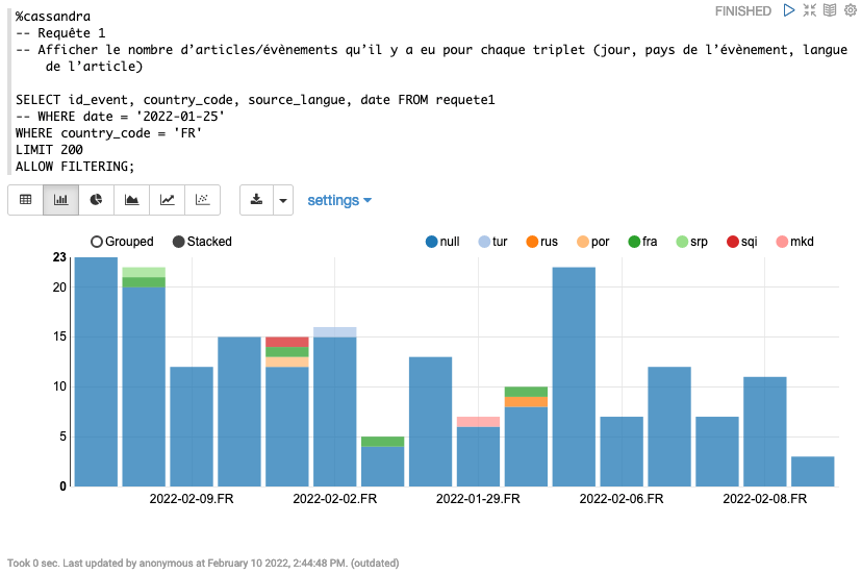 %cassandra
FINISHED
-- Requête 1
-- Afficher le nombre d’articles/évènements qu’il y a eu pour chaque triplet (jour, pays de l’évènement, langue
de l’article)
SELECT id_event, country_code, source_langue, date FROM requete1
-- WHERE date = '2022-01-25'
WHERE country_code = 'FR'
LIMIT 200
ALLOW FILTERING;
settings
Grouped Stacked null tur rus por fra srp sqi mkd
23
20
15
10
5
0
2022-02-09.FR 2022-02-02.FR 2022-01-29.FR 2022-02-06.FR 2022-02-08.FR
Took 0 sec. Last updated by anonymous at February 10 2022, 2:44:48 PM. (outdated)